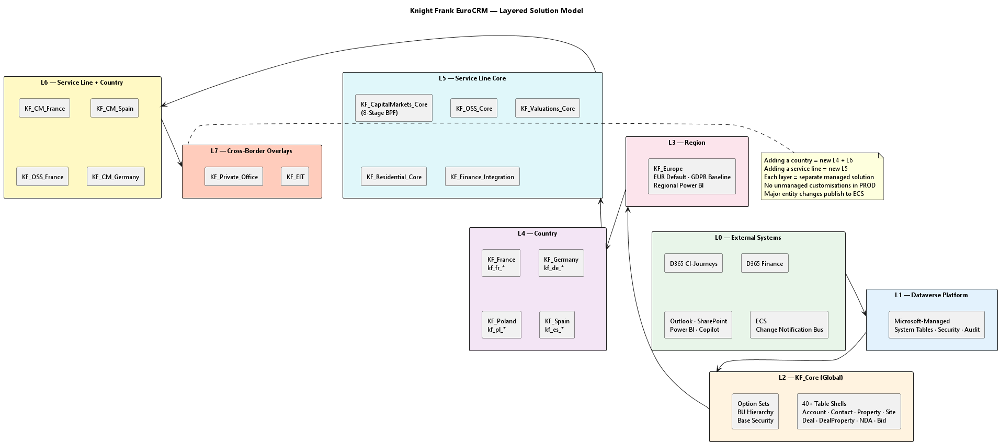 Knight Frank EuroCRM — Layered Solution Model
L6 — Service Line + Country
KF_CM_France
KF_CM_Spain
KF_OSS_France
KF_CM_Germany
L7 — Cross-Border Overlays
KF_Private_Office
KF_EIT
L5 — Service Line Core
KF_CapitalMarkets_Core
(8-Stage BPF)
KF_OSS_Core
KF_Valuations_Core
KF_Residential_Core
KF_Finance_Integration
L3 — Region
KF_Europe
EUR Default · GDPR Baseline
Regional Power BI
Adding a country = new L4 + L6
Adding a service line = new L5
Each layer = separate managed solution
No unmanaged customisations in PROD
Major entity changes publish to ECS
L4 — Country
KF_France
kf_fr_*
KF_Germany
kf_de_*
KF_Poland
kf_pl_*
KF_Spain
kf_es_*
L0 — External Systems
D365 CI-Journeys
D365 Finance
Outlook · SharePoint
Power BI · Copilot
ECS
Change Notification Bus
L1 — Dataverse Platform
Microsoft-Managed
System Tables · Security · Audit
L2 — KF_Core (Global)
Option Sets
BU Hierarchy
Base Security
40+ Table Shells
Account · Contact · Property · Site
Deal · DealProperty · NDA · Bid